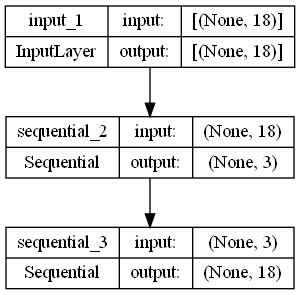 input_1 input: [(None, 18)]
InputLayer output: [(None, 18)]
sequential_2 input: (None, 18)
Sequential output: (None, 3)
sequential_3 input: (None, 3)
Sequential output: (None, 18)